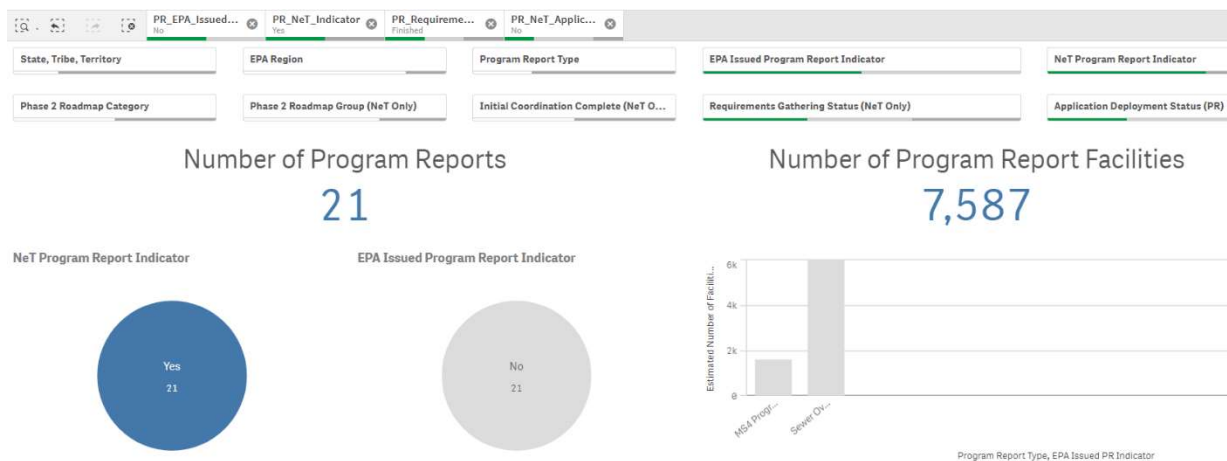 PR_EPA_Issued... PR_NeT_Indicator PR_Requireme... PR_NeT_Applic...
No Yes Finished No
State, Tribe, Territory EPA Region Program Report Type EPA Issued Program Report Indicator NeT Program Report Indicator
Phase 2 Roadmap Category Phase 2 Roadmap Group (NeT Only) Initial Coordination Complete (NeT O... Requirements Gathering Status (NeT Only) Application Deployment Status (PR)
Number of Program Reports Number of Program Report Facilities
21 7,587
NeT Program Report Indicator EPA Issued Program Report Indicator
Yes
21
No
21
Estimated Number of Faciliti...
6k
4k
2k
0
MS4 Progr... Sewer Ov...
Program Report Type, EPA Issued PR Indicator